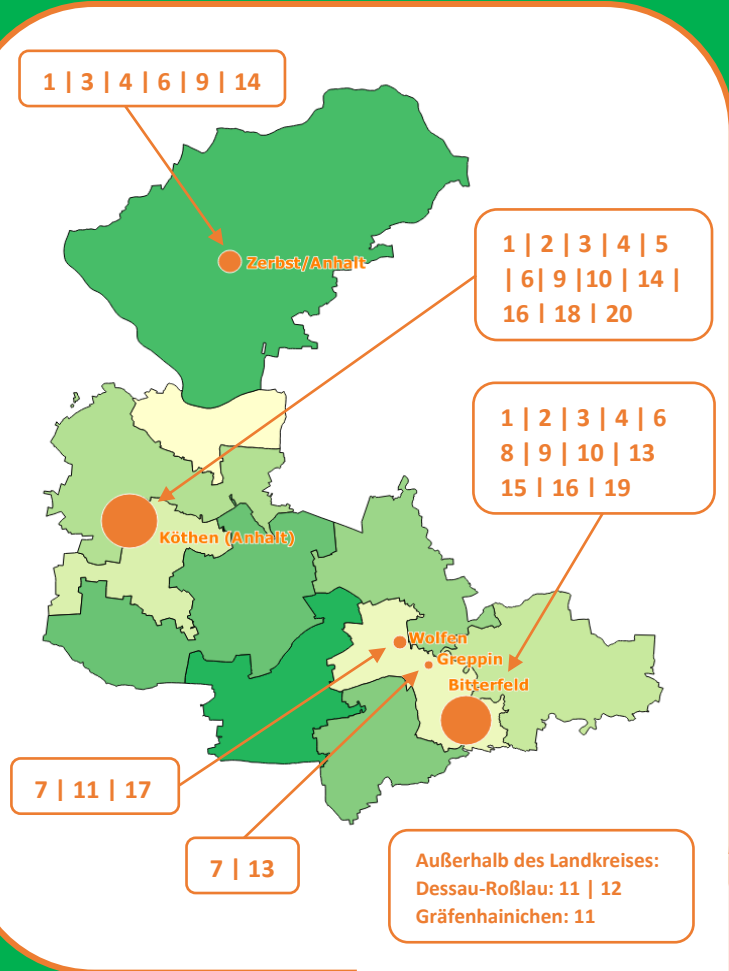 1 | 3 | 4 | 6 | 9 | 14
Zerbst/Anhalt
1 | 2 | 3 | 4 | 5
| 6| 9 |10 | 14 |
16 | 18 | 20
1 | 2 | 3 | 4 | 6
8 | 9 | 10 | 13
15 | 16 | 19
Köthen (Anhalt)
Wolfen
Greppin
Bitterfeld
7 | 11 | 17
7 | 13
Außerhalb des Landkreises:
Dessau-Roßlau: 11 | 12
Gräfenhainichen: 11